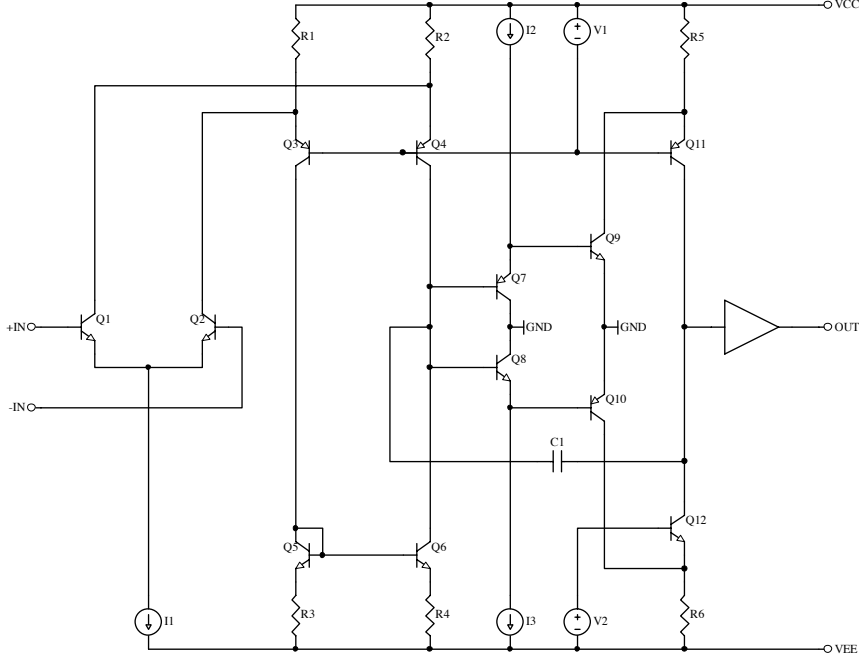 VCC
R1
R2
I2
V1
R5
Q3
Q4
Q11
Q9
Q7
+IN
Q1
Q2
GND
GND
OUT
Q8
-IN
Q10
C1
Q12
Q5
Q6
I1
R3
R4
I3
V2
R6
VEE